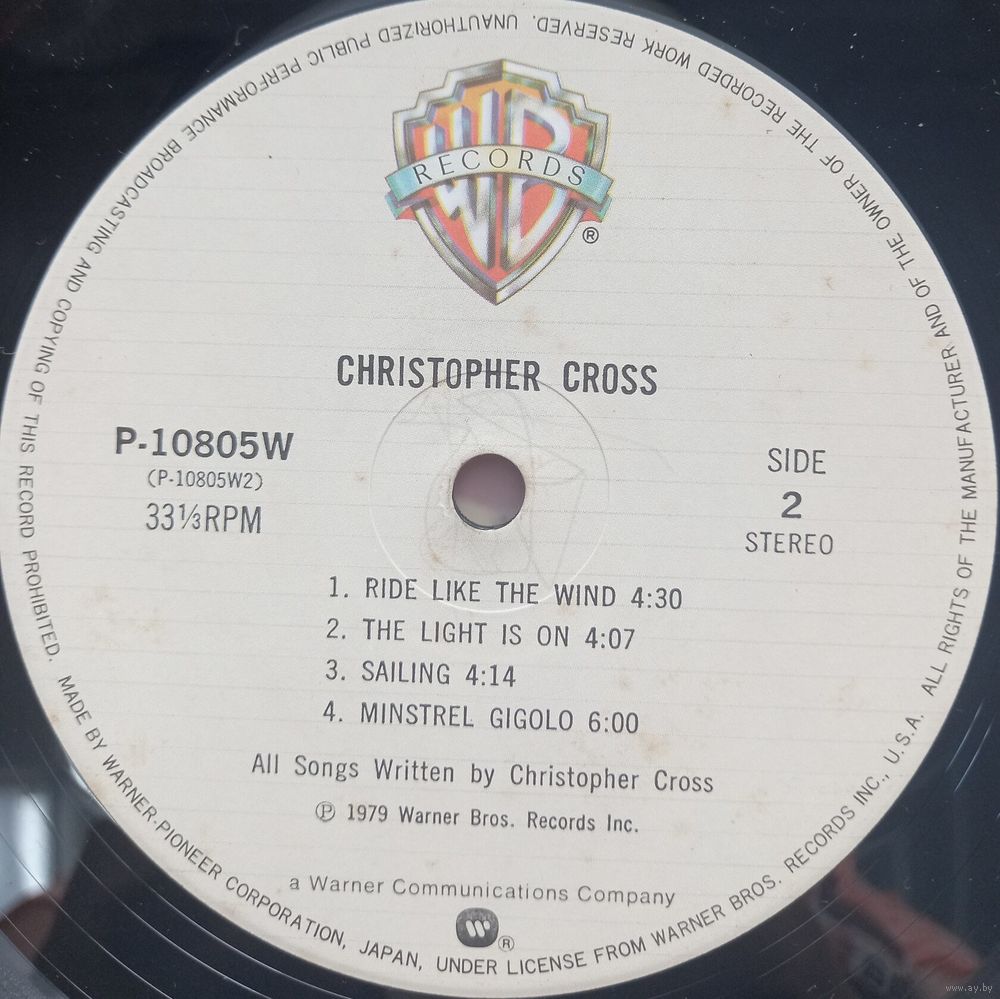 WB
RECORDS
®
CHRISTOPHER CROSS
P-10805W
(P-10805W2)
33⅓RPM
SIDE
2
STEREO
1. RIDE LIKE THE WIND 4:30
2. THE LIGHT IS ON 4:07
3. SAILING 4:14
4. MINSTREL GIGOLO 6:00
All Songs Written by Christopher Cross
℗ 1979 Warner Bros. Records Inc.
a Warner Communications Company
®
MADE BY WARNER-PIONEER CORPORATION, JAPAN, UNDER LICENSE FROM WARNER BROS. RECORDS INC., U.S.A. ALL RIGHTS OF THE MANUFACTURER AND OF THE OWNER OF THE RECORDED WORK RESERVED. UNAUTHORIZED PUBLIC PERFORMANCE BROADCASTING AND COPYING OF THIS RECORD PROHIBITED.
www.ay.by